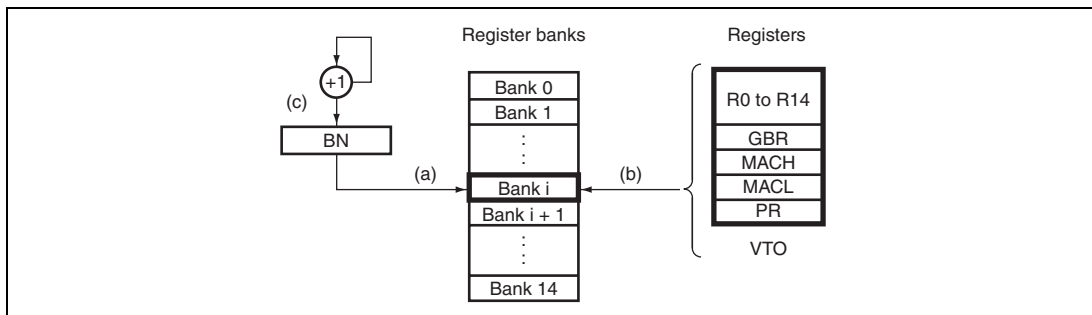 Register banks
Registers
+1
(c)
BN
(a)
Bank 0
Bank 1
Bank i
Bank i + 1
Bank 14
(b)
R0 to R14
GBR
MACH
MACL
PR
VTO